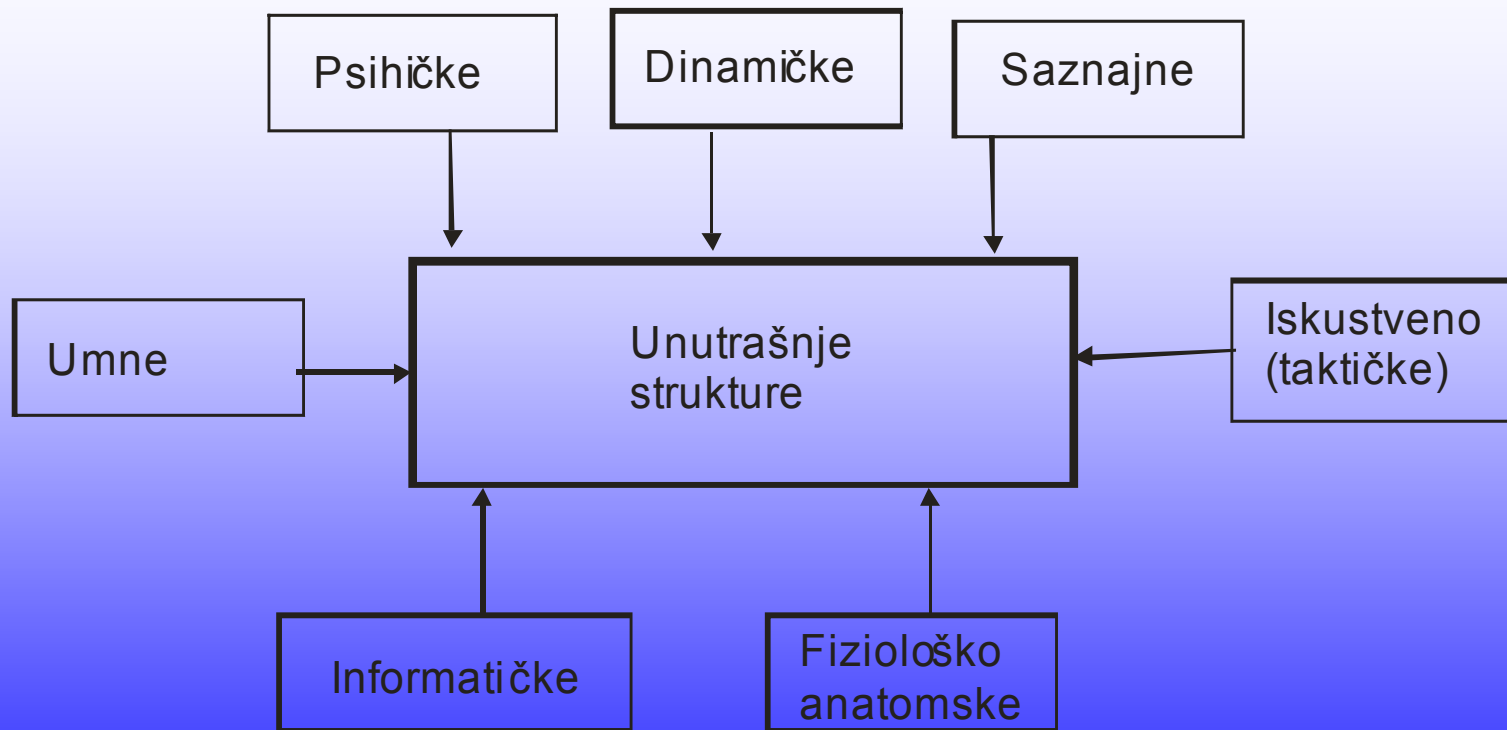 Psihičke
Dinamičke
Saznajne
Umne
Unutrašnje
strukture
Iskustveno
(taktičke)
Informatičke
Fiziološko
anatomske